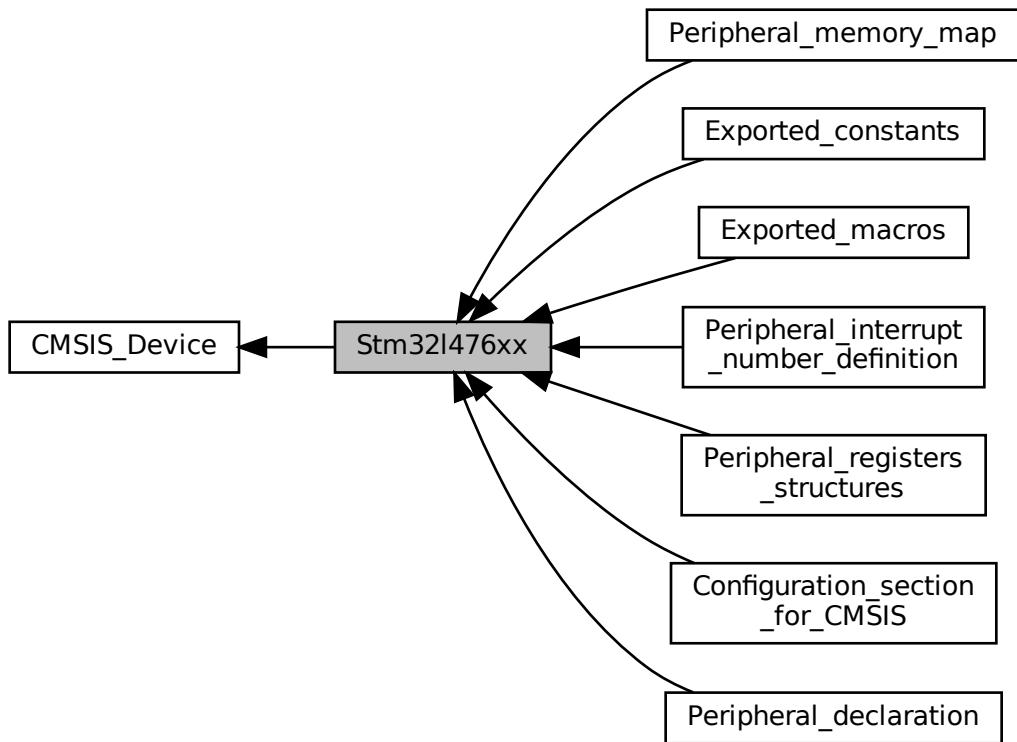 Peripheral_memory_map
Exported_constants
Exported_macros
CMSIS_Device
Stm32l476xx
Peripheral_interrupt
_number_definition
Peripheral_registers
_structures
Configuration_section
_for_CMSIS
Peripheral_declaration